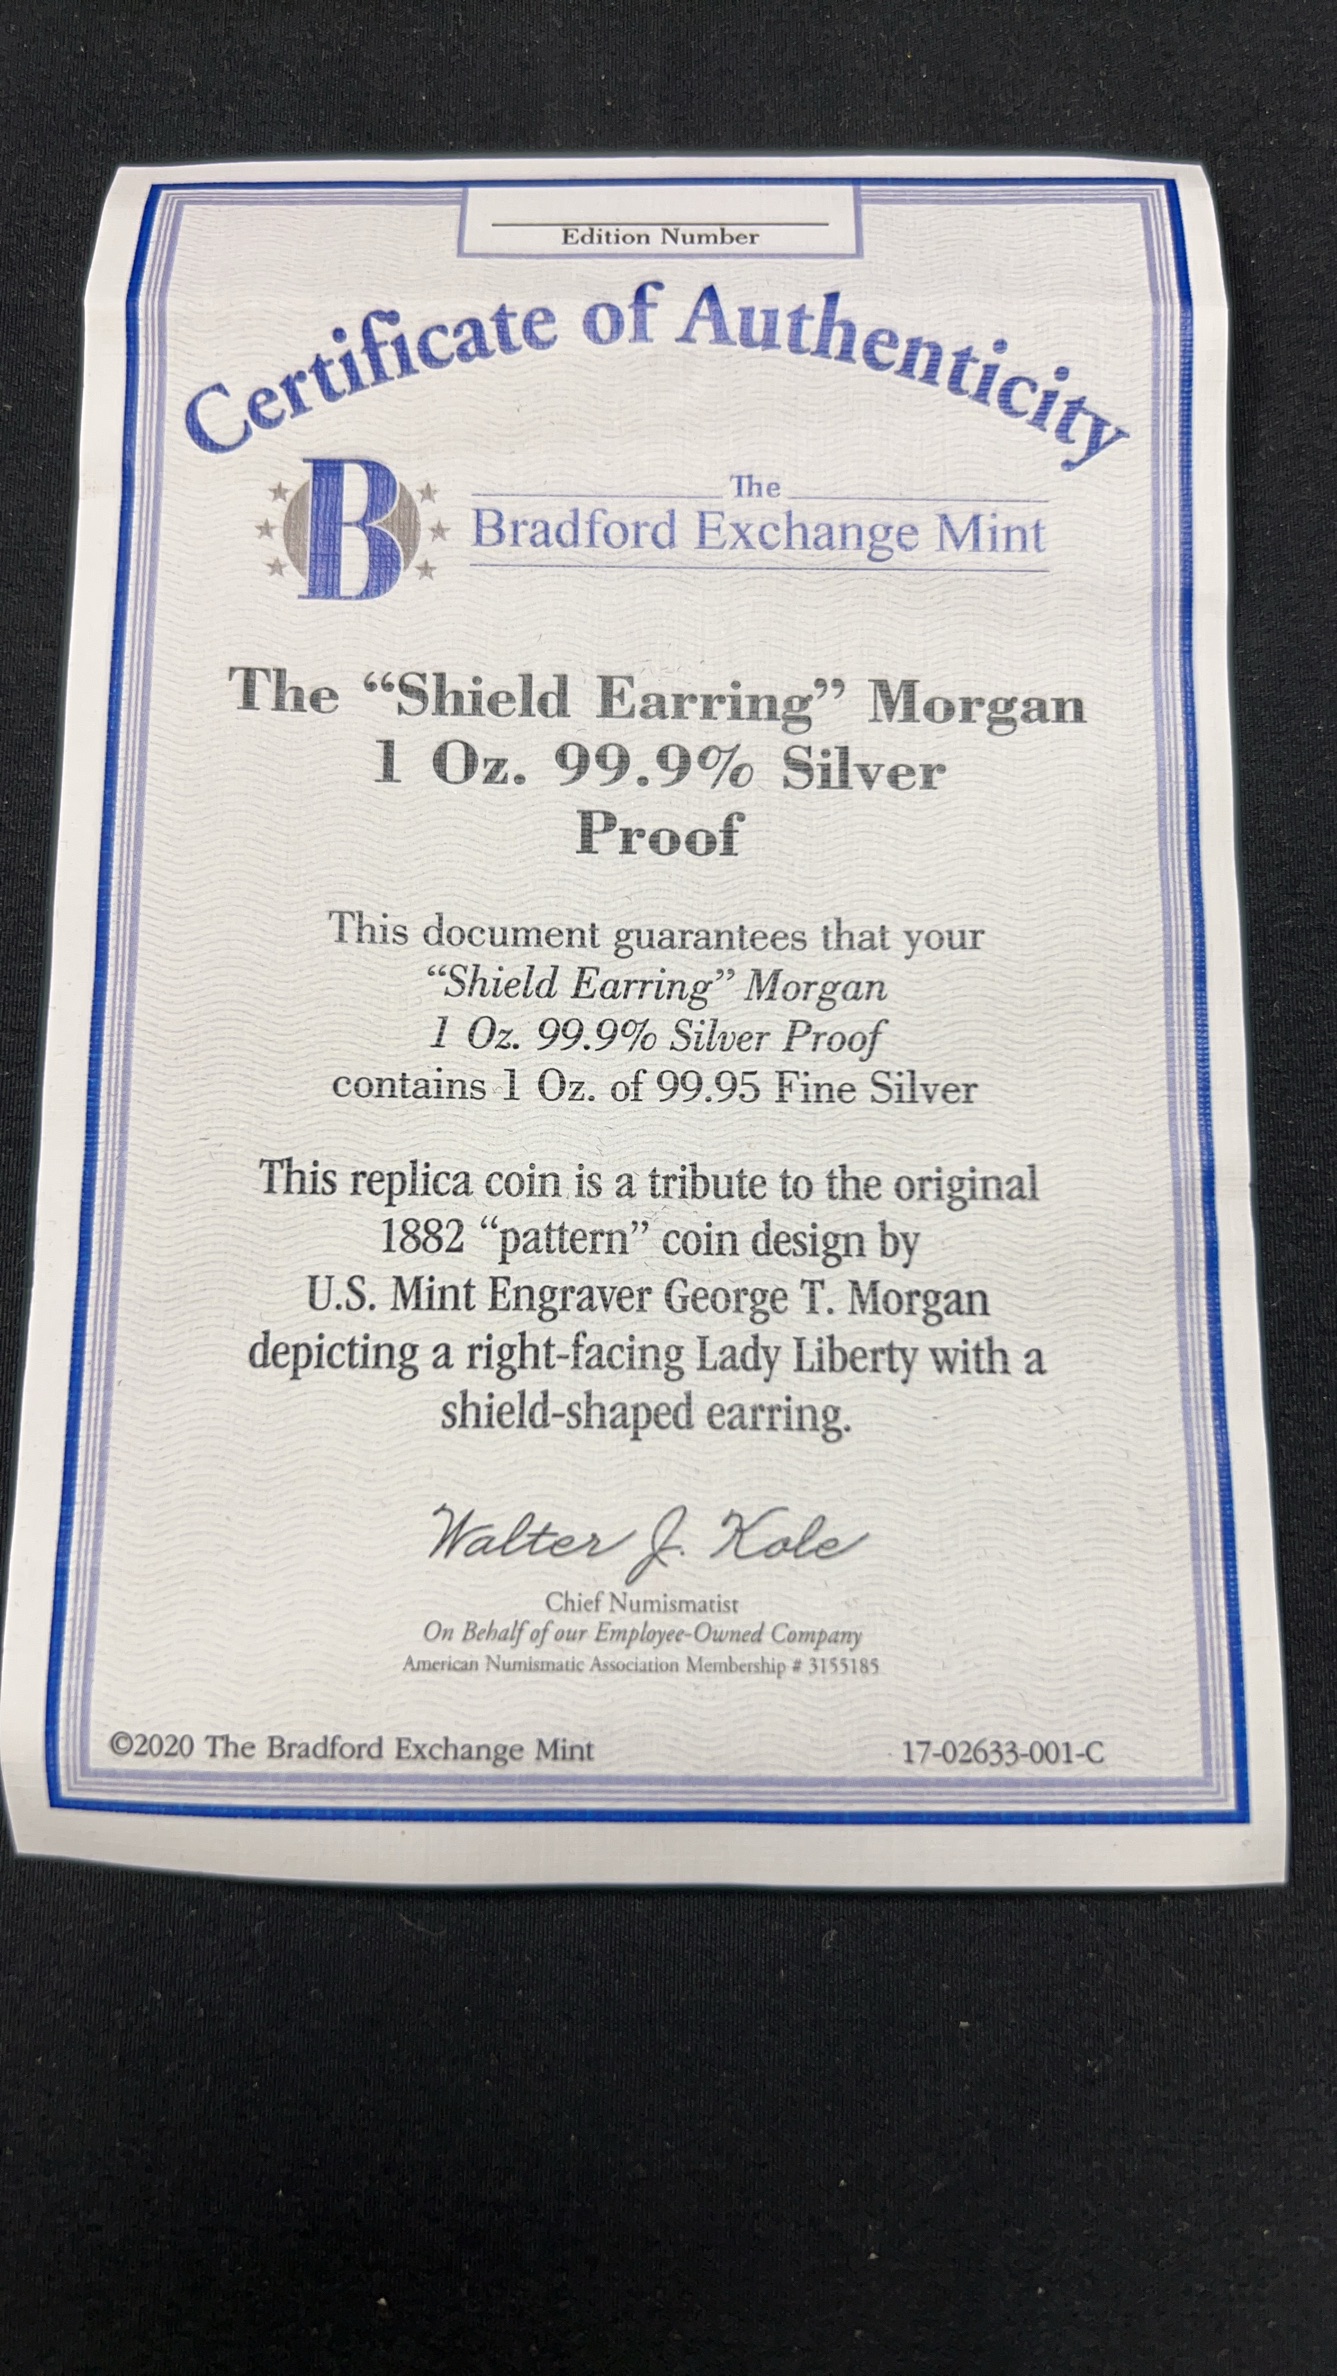 Edition Number
Certificate of Authenticity
B
The
Bradford Exchange Mint
The “Shield Earring” Morgan
1 Oz. 99.9% Silver
Proof
This document guarantees that your
“Shield Earring” Morgan
1 Oz. 99.9% Silver Proof
contains 1 Oz. of 99.95 Fine Silver
This replica coin is a tribute to the original
1882 “pattern” coin design by
U.S. Mint Engraver George T. Morgan
depicting a right-facing Lady Liberty with a
shield-shaped earring.
Walter J. Kole
Chief Numismatist
On Behalf of our Employee-Owned Company
American Numismatic Association Membership # 3155185
©2020 The Bradford Exchange Mint
17-02633-001-C